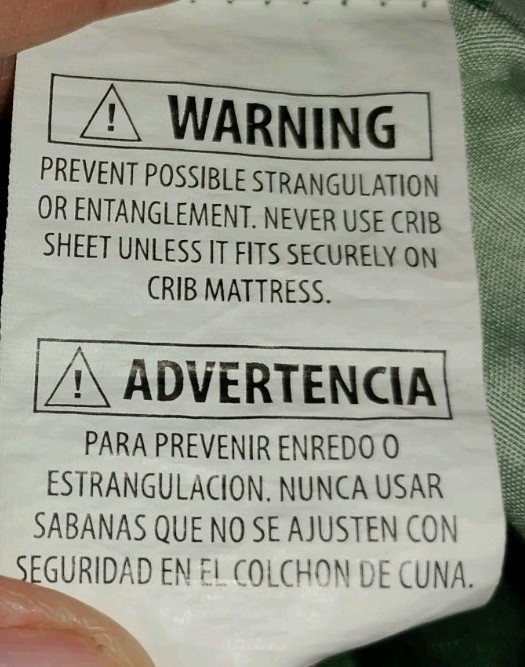 WARNING
PREVENT POSSIBLE STRANGULATION
OR ENTANGLEMENT. NEVER USE CRIB
SHEET UNLESS IT FITS SECURELY ON
CRIB MATTRESS.
ADVERTENCIA
PARA PREVENIR ENREDO O
ESTRANGULACION. NUNCA USAR
SABANAS QUE NO SE AJUSTEN CON
SEGURIDAD EN EL COLCHON DE CUNA.